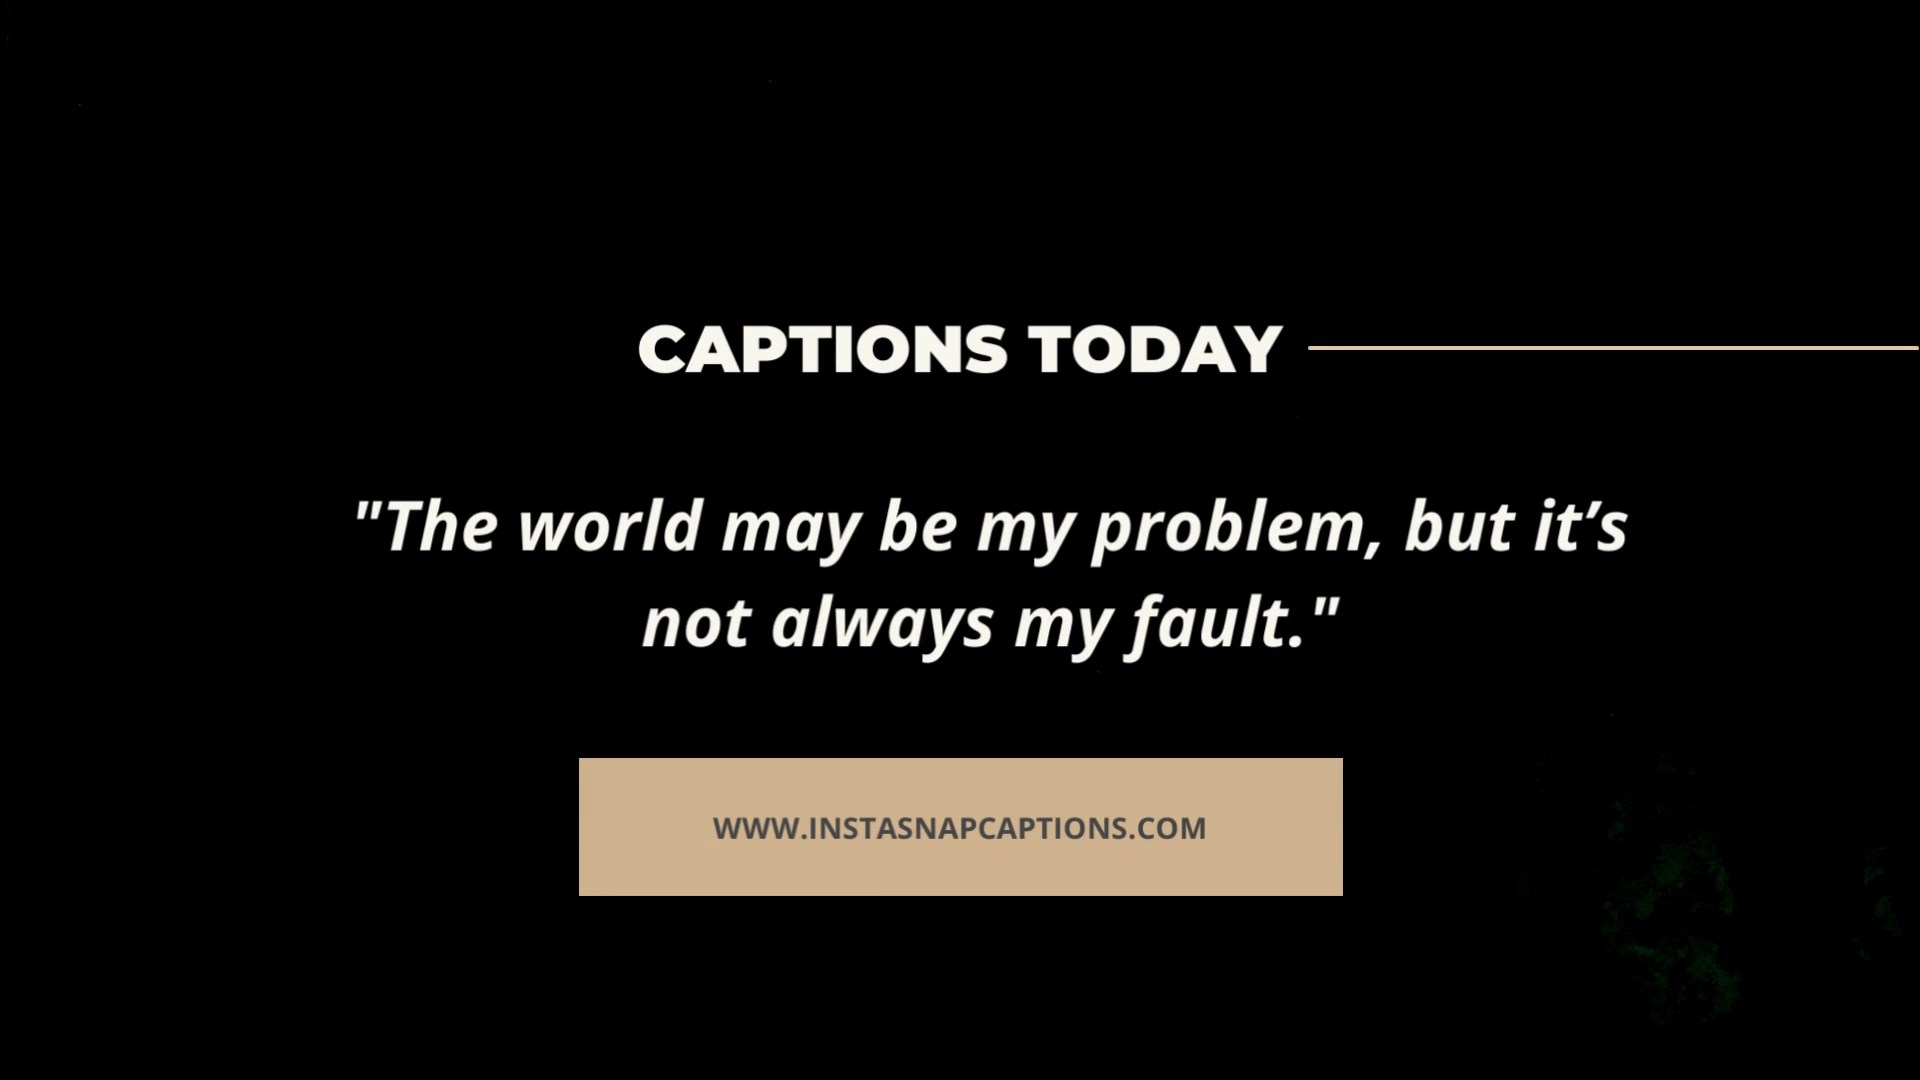 CAPTIONS TODAY
"The world may be my problem, but it’s
not always my fault."
WWW.INSTASNAPCAPTIONS.COM